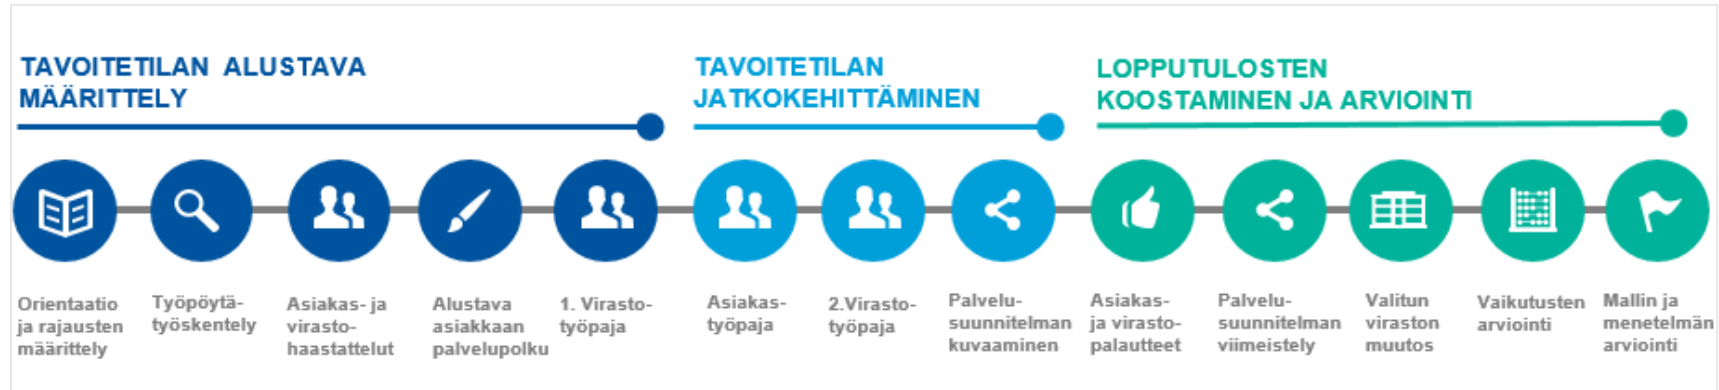 TAVOITETILAN ALUSTAVA
MÄÄRITTELY
TAVOITETILAN
JATKOKEHITTÄMINEN
LOPPUTULOSTEN
KOOSTAMINEN JA ARVIOINTI
Orientaatio
ja rajausten
määrittely
Työpöytä-
työskentely
Asiakas- ja
virasto-
haastattelut
Alustava
asiakkaan
palvelupolku
1. Virasto-
työpaja
Asiakas-
työpaja
2.Virasto-
työpaja
Palvelu-
suunnitelman
kuvaaminen
Asiakas-
ja virasto-
palautteet
Palvelu-
suunnitelman
viimeistely
Valitun
viraston
muutos
Vaikutusten
arviointi
Mallin ja
menetelmän
arviointi